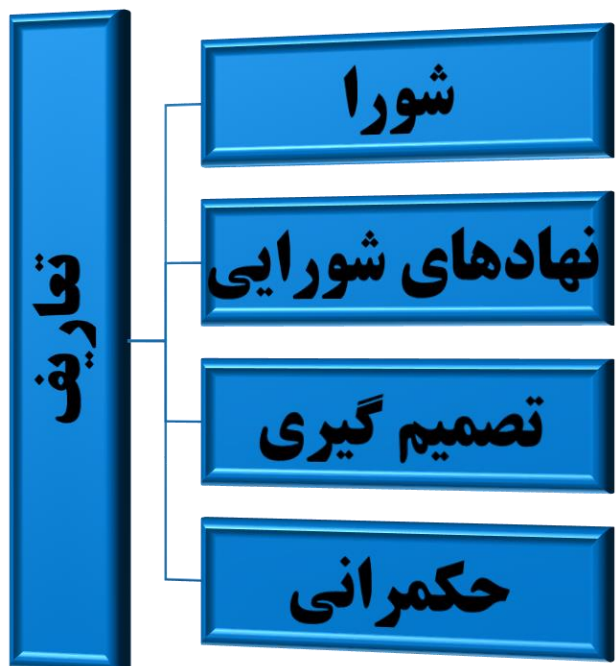 تعاریف
شورا
نهادهای شورایی
تصمیم گیری
حکمرانی